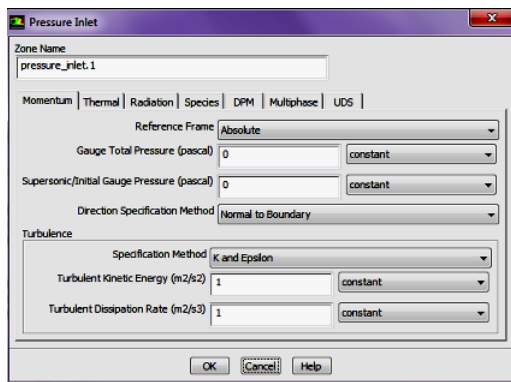 Pressure Inlet
Zone Name
pressure_inlet.1
Momentum Thermal Radiation Species DPM Multiphase UDS
Reference Frame Absolute
Gauge Total Pressure (pascal) 0 constant
Supersonic/Initial Gauge Pressure (pascal) 0 constant
Direction Specification Method Normal to Boundary
Turbulence
Specification Method K and Epsilon
Turbulent Kinetic Energy (m2/s2) 1 constant
Turbulent Dissipation Rate (m2/s3) 1 constant
OK Cancel Help